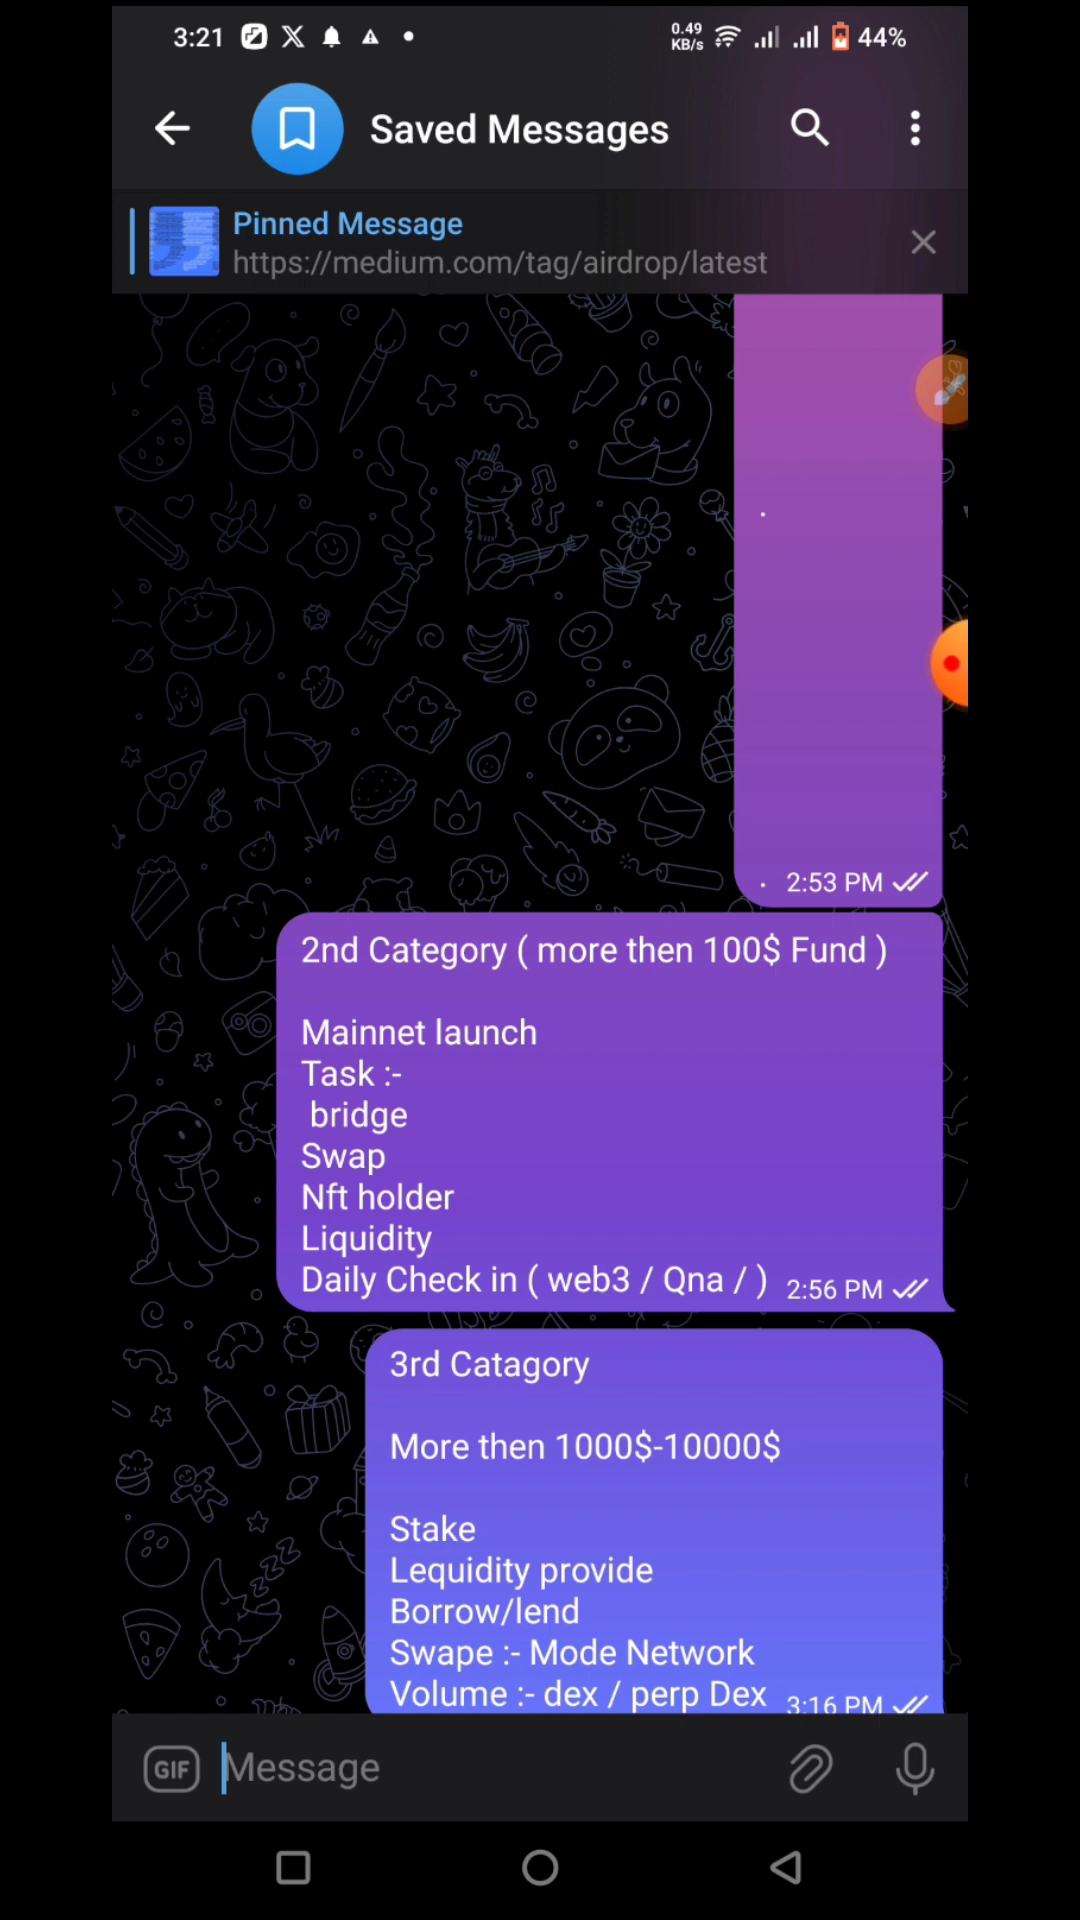 3:21
0.49
KB/s
44%
Saved Messages
Pinned Message
https://medium.com/tag/airdrop/latest
.
. 2:53 PM
2nd Category ( more then 100$ Fund )
Mainnet launch
Task :-
bridge
Swap
Nft holder
Liquidity
Daily Check in ( web3 / Qna / ) 2:56 PM
3rd Catagory
More then 1000$-10000$
Stake
Lequidity provide
Borrow/lend
Swape :- Mode Network
Volume :- dex / perp Dex 3:16 PM
GIF
Message